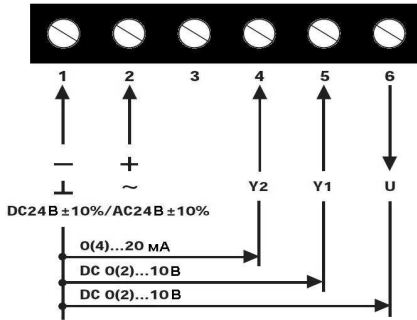 1 2 3 4 5 6
− +
⊥ ~ Y2 Y1 U
DC24В±10%/AC24В±10%
0(4)...20 мА
DC 0(2)...10В
DC 0(2)...10В